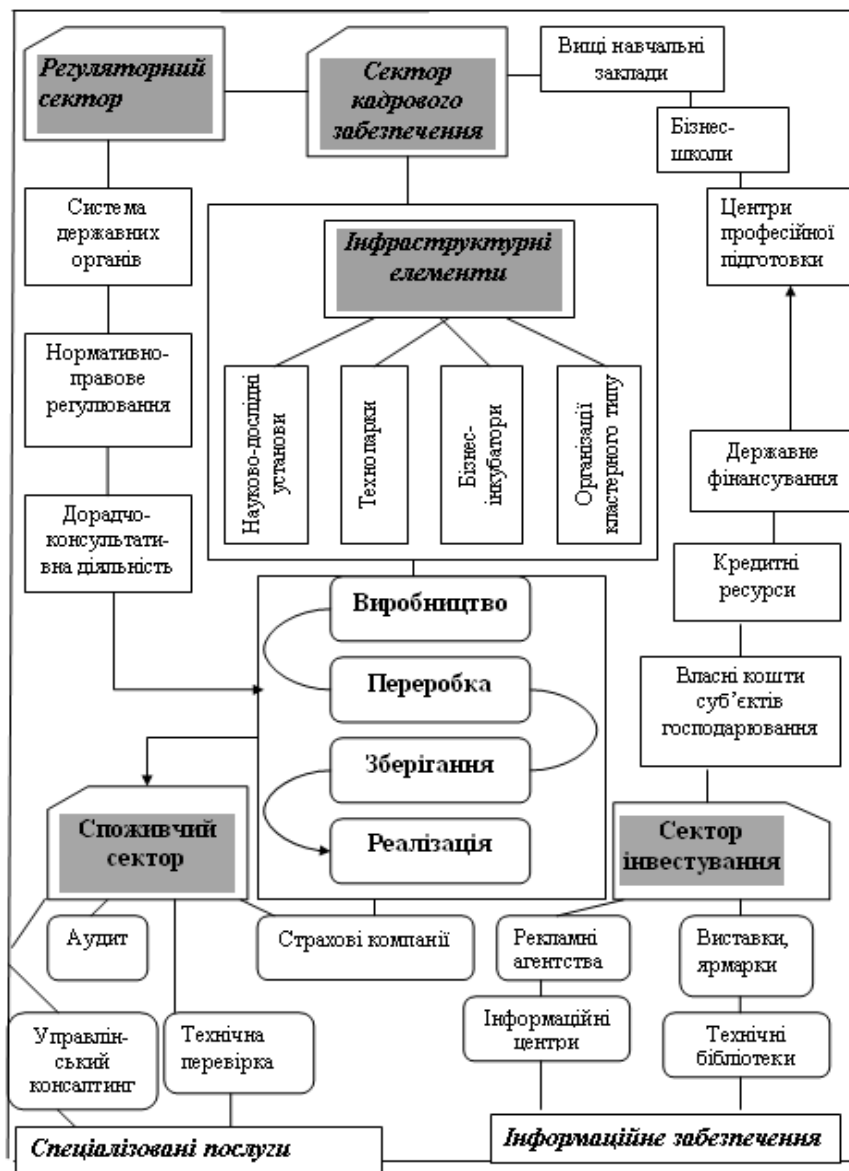 Регуляторний
сектор
Сектор
кадрового
забезпечення
Вищі навчальні
заклади
Бізнес-
школи
Центри
професійної
підготовки
Система
державних
органів
Інфраструктурні
елементи
Нормативно-
правове
регулювання
Науково-дослідні
установи
Технопарки
Бізнес-
інкубатори
Організації
кластерного типу
Державне
фінансування
Дорадчо-
консультати-
вна діяльність
Кредитні
ресурси
Виробництво
Переробка
Зберігання
Реалізація
Власні кошти
суб’єктів
господарювання
Споживчий
сектор
Сектор
інвестування
Аудит
Страхові компанії
Рекламні
агентства
Виставки,
ярмарки
Управлін-
ський
консалтинг
Технічна
перевірка
Інформаційні
центри
Технічні
бібліотеки
Спеціалізовані послуги
Інформаційне забезпечення